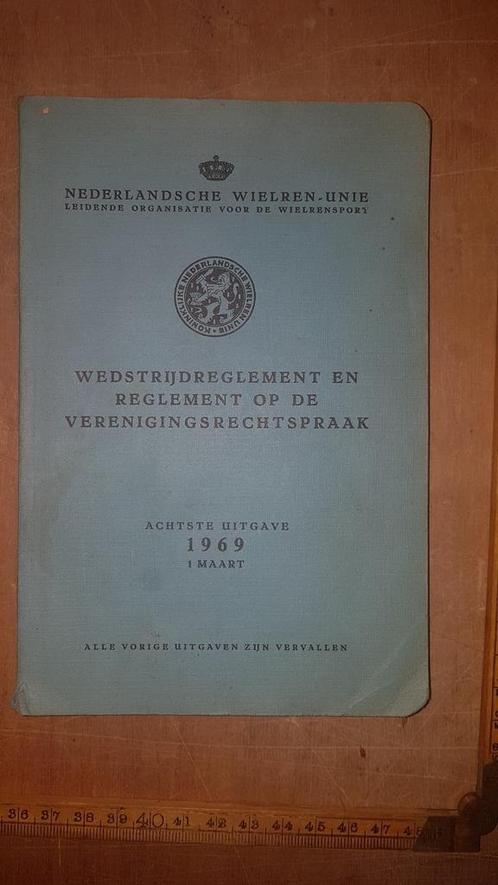 NEDERLANDSCHE WIELREN-UNIE
LEIDENDE ORGANISATIE VOOR DE WIELRENSPORT
KONINKLIJKE NEDERLANDSCHE WIELREN UNIE
WEDSTRIJDREGLEMENT EN
REGLEMENT OP DE
VERENIGINGSRECHTSPRAAK
ACHTSTE UITGAVE
1969
1 MAART
ALLE VORIGE UITGAVEN ZIJN VERVALLEN
36 37 38 39 40 41 42 43 44 45 46 47